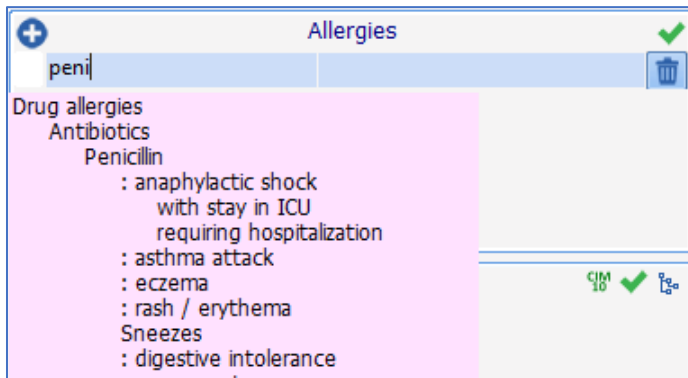 Allergies
peni
Drug allergies
Antibiotics
Penicillin
: anaphylactic shock
with stay in ICU
requiring hospitalization
: asthma attack
: eczema
: rash / erythema
Sneezes
: digestive intolerance
CIM
10